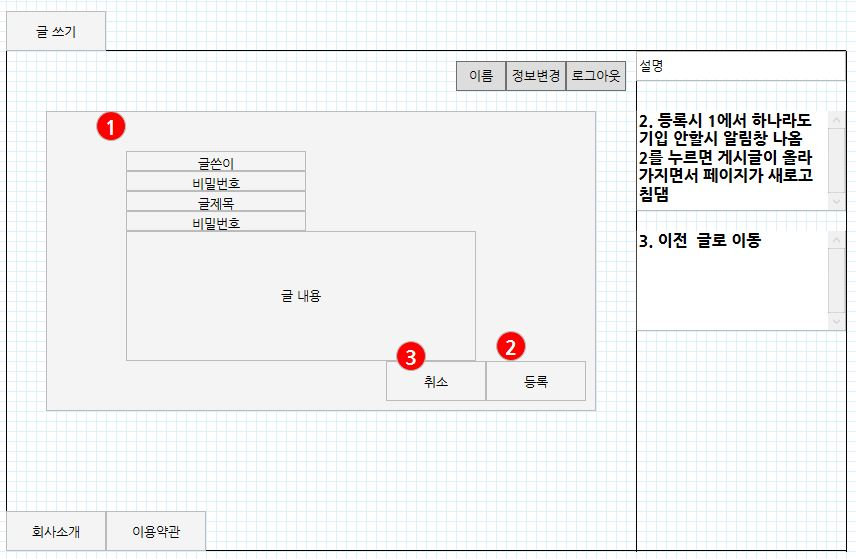 글 쓰기
이름 정보변경 로그아웃
설명
1
글쓴이
비밀번호
글제목
비밀번호
글 내용
3
2
취소 등록
2. 등록시 1에서 하나라도
기입 안할시 알림창 나옴
2를 누르면 게시글이 올라
가지면서 페이지가 새로고
침댐
3. 이전 글로 이동
회사소개 이용약관